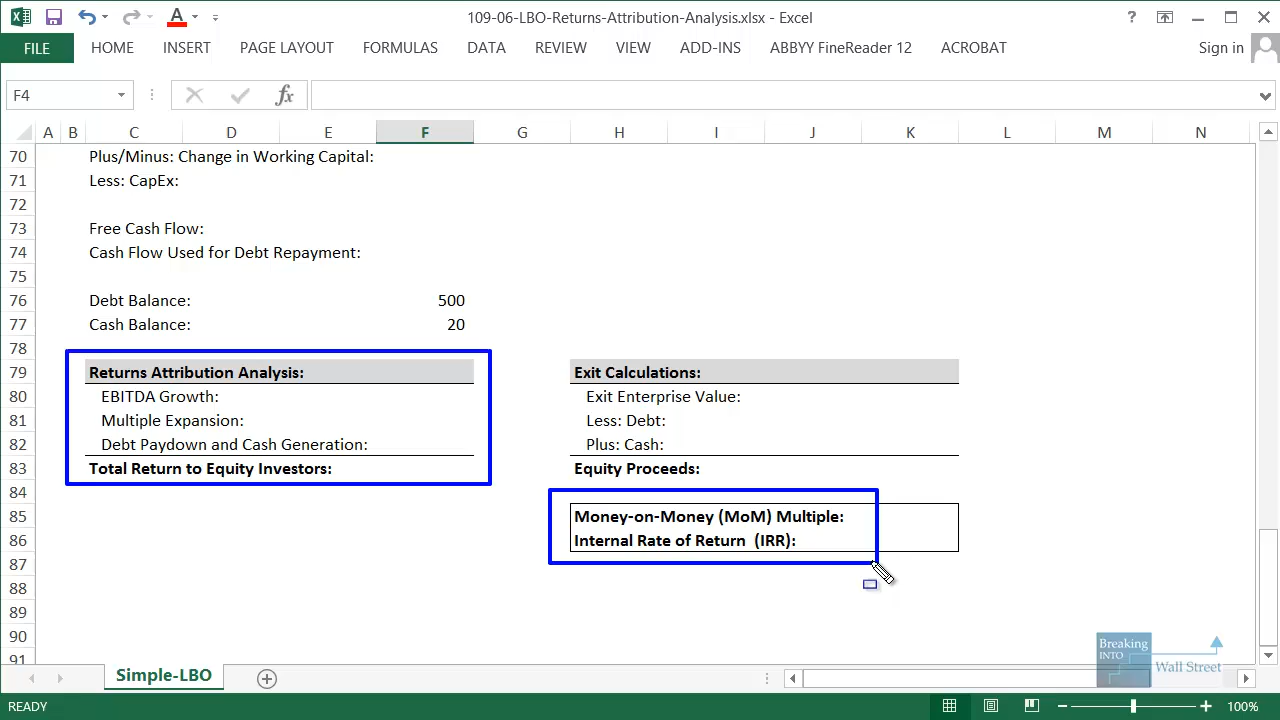 109-06-LBO-Returns-Attribution-Analysis.xlsx - Excel
FILE HOME INSERT PAGE LAYOUT FORMULAS DATA REVIEW VIEW ADD-INS ABBYY FineReader 12 ACROBAT Sign in
F4 fx
A B C D E F G H I J K L M N
70 Plus/Minus: Change in Working Capital:
71 Less: CapEx:
72
73 Free Cash Flow:
74 Cash Flow Used for Debt Repayment:
75
76 Debt Balance: 500
77 Cash Balance: 20
78
79 Returns Attribution Analysis: Exit Calculations:
80 EBITDA Growth: Exit Enterprise Value:
81 Multiple Expansion: Less: Debt:
82 Debt Paydown and Cash Generation: Plus: Cash:
83 Total Return to Equity Investors: Equity Proceeds:
84
85 Money-on-Money (MoM) Multiple:
86 Internal Rate of Return (IRR):
87
88
89
90
91
Breaking
INTO
Wall Street
Simple-LBO
READY 100%